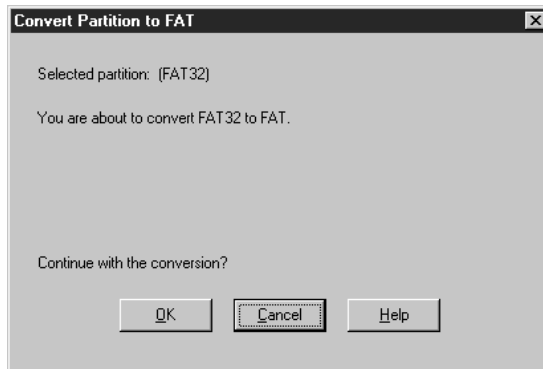 Convert Partition to FAT
Selected partition: (FAT32)
You are about to convert FAT32 to FAT.
Continue with the conversion?
OK Cancel Help